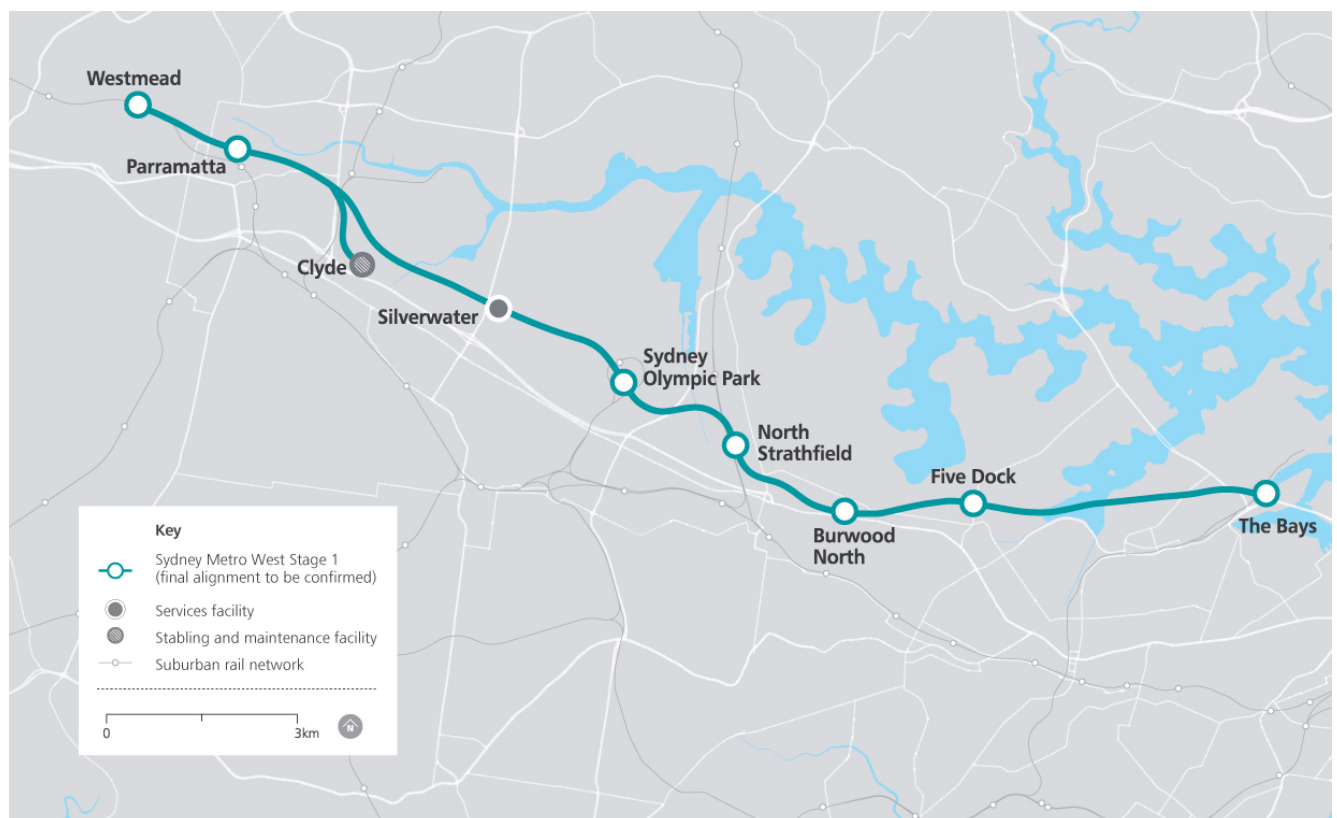 Westmead
Parramatta
Clyde
Silverwater
Sydney
Olympic Park
North
Strathfield
Five Dock
Burwood
North
The Bays
Key
Sydney Metro West Stage 1
(final alignment to be confirmed)
Services facility
Stabling and maintenance facility
Suburban rail network
0
3km
N